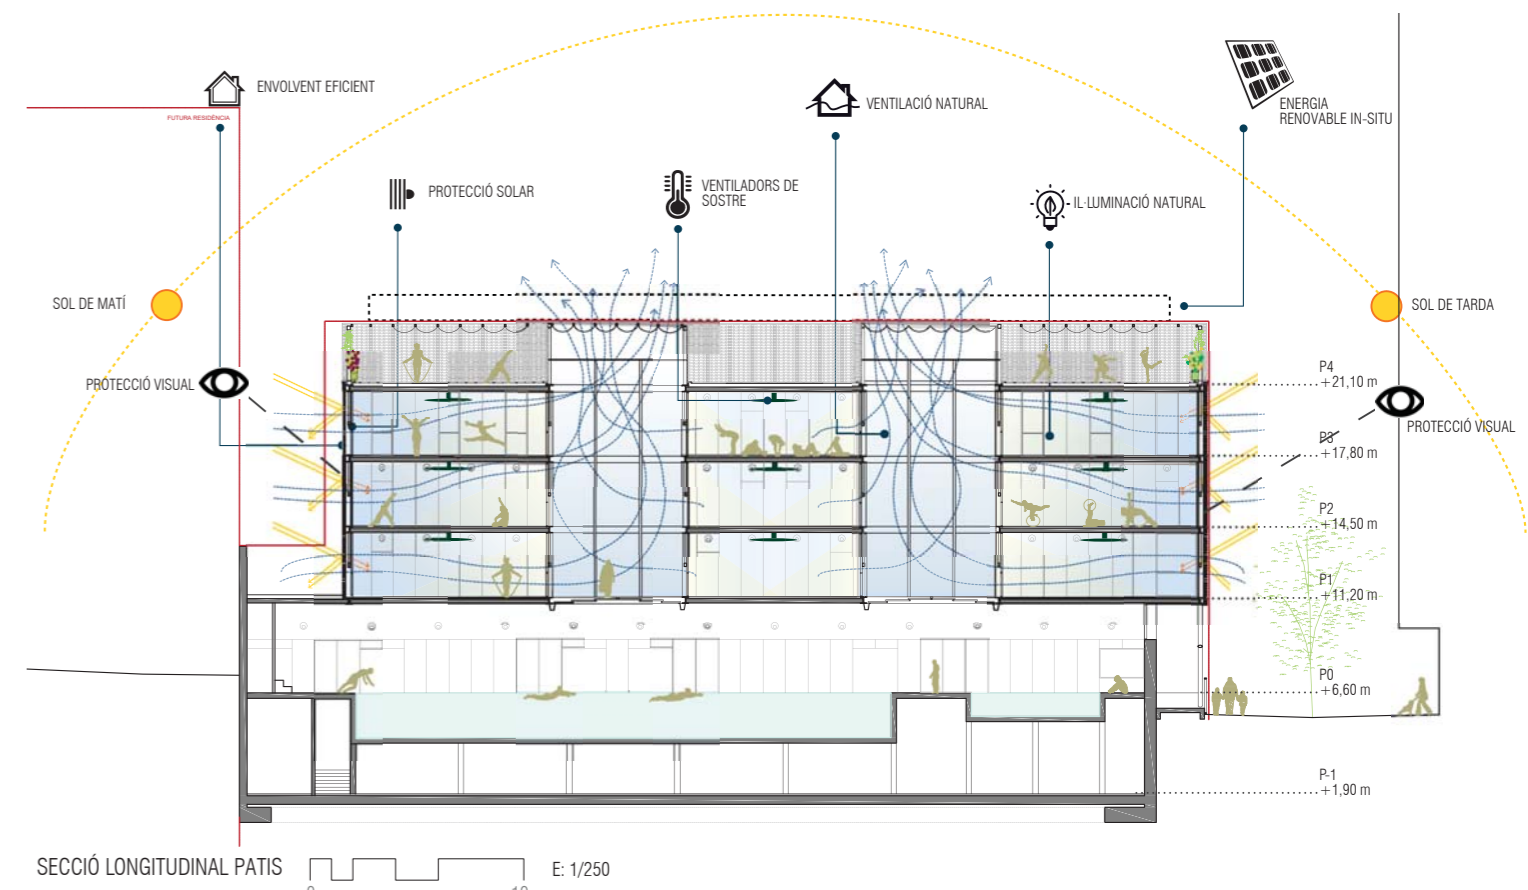 ENVOLVENT EFICIENT
FUTURA RESIDÈNCIA
VENTILACIÓ NATURAL
ENERGIA
RENOVABLE IN-SITU
PROTECCIÓ SOLAR
VENTILADORS DE
SOSTRE
IL·LUMINACIÓ NATURAL
SOL DE MATÍ
SOL DE TARDA
PROTECCIÓ VISUAL
P4
+21,10 m
PROTECCIÓ VISUAL
P3
+17,80 m
P2
+14,50 m
P1
+11,20 m
P0
+6,60 m
P-1
+1,90 m
SECCIÓ LONGITUDINAL PATIS
E: 1/250
0 10